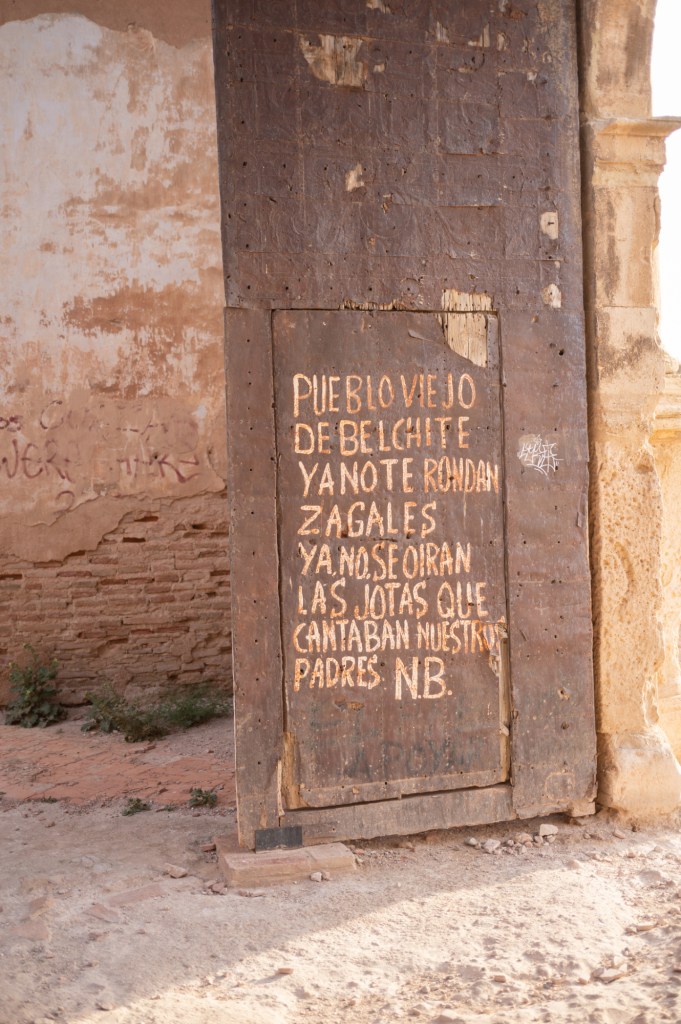 PUEBLO VIEJO
DE BELCHITE
YA NO TE RONDAN
ZAGALES
YA.NO.SE OIRAN
LAS JOTAS QUE
CANTABAN NUESTROS
PADRES N.B.